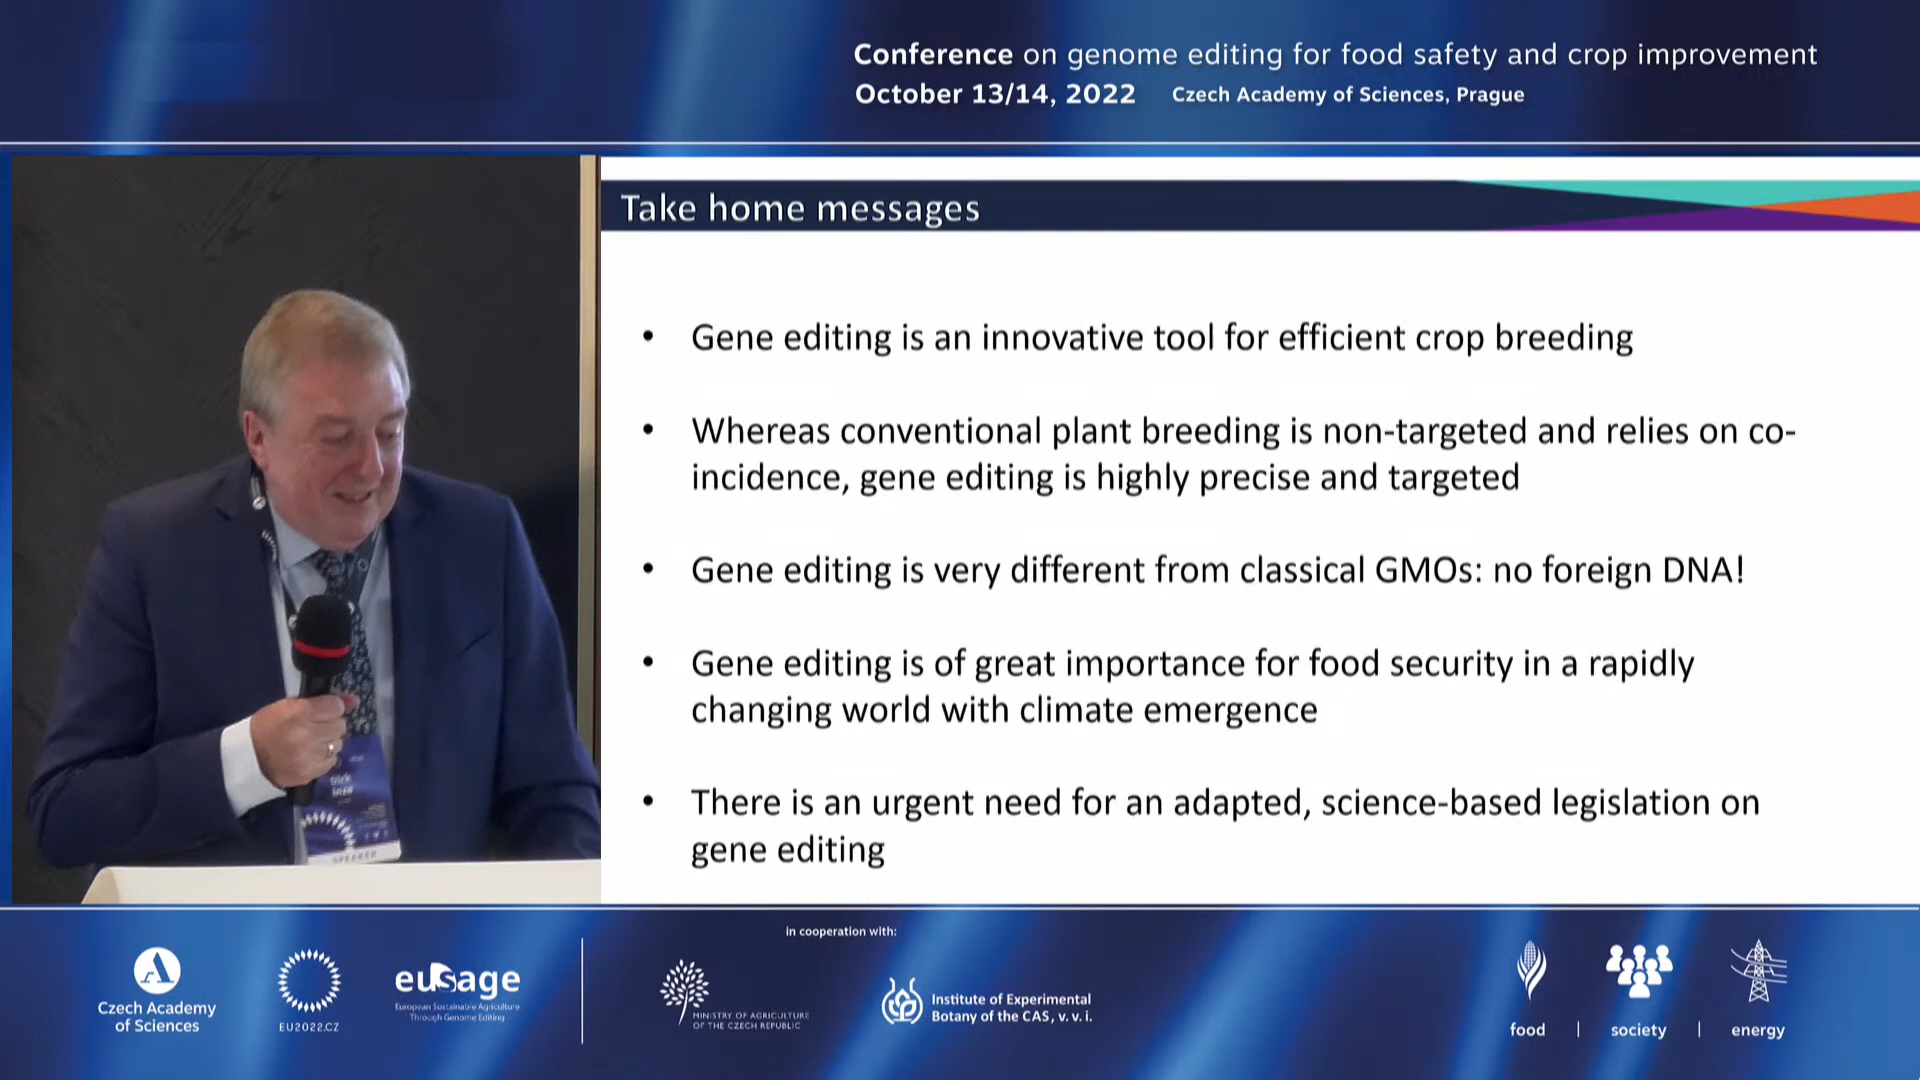 Conference on genome editing for food safety and crop improvement
October 13/14, 2022 Czech Academy of Sciences, Prague
Take home messages
• Gene editing is an innovative tool for efficient crop breeding
• Whereas conventional plant breeding is non-targeted and relies on co-
incidence, gene editing is highly precise and targeted
• Gene editing is very different from classical GMOs: no foreign DNA!
• Gene editing is of great importance for food security in a rapidly
changing world with climate emergence
• There is an urgent need for an adapted, science-based legislation on
gene editing
SPEAKER
in cooperation with:
Czech Academy
of Sciences
EU2022.CZ
eusage
European Sustainable Agriculture
Through Genome Editing
MINISTRY OF AGRICULTURE
OF THE CZECH REPUBLIC
Institute of Experimental
Botany of the CAS, v. v. i.
food | society | energy